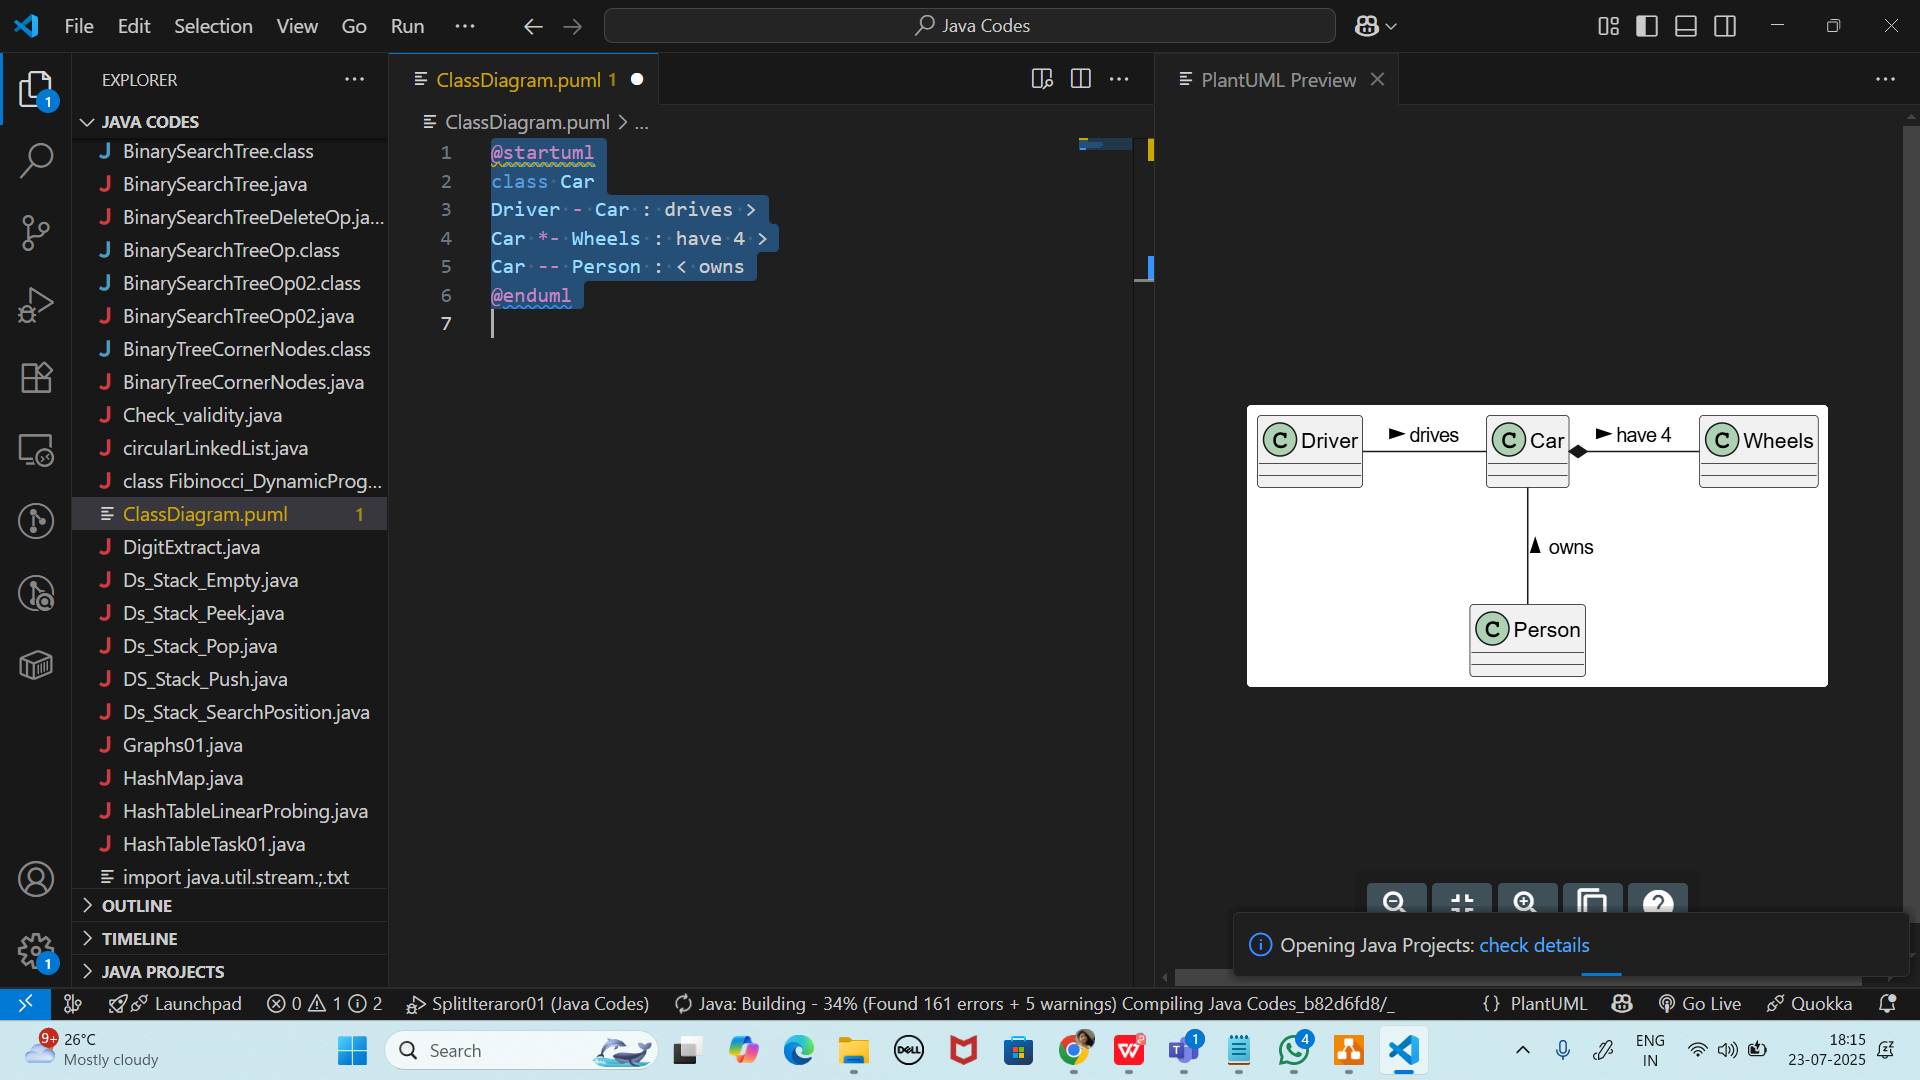 File Edit Selection View Go Run ···
Java Codes
EXPLORER
JAVA CODES
BinarySearchTree.class
BinarySearchTree.java
BinarySearchTreeDeleteOp.ja...
BinarySearchTreeOp.class
BinarySearchTreeOp02.class
BinarySearchTreeOp02.java
BinaryTreeCornerNodes.class
BinaryTreeCornerNodes.java
Check_validity.java
circularLinkedList.java
class Fibinocci_DynamicProg...
ClassDiagram.puml 1
DigitExtract.java
Ds_Stack_Empty.java
Ds_Stack_Peek.java
Ds_Stack_Pop.java
DS_Stack_Push.java
Ds_Stack_SearchPosition.java
Graphs01.java
HashMap.java
HashTableLinearProbing.java
HashTableTask01.java
import java.util.stream.;.txt
OUTLINE
TIMELINE
JAVA PROJECTS
1
1
ClassDiagram.puml 1
ClassDiagram.puml > ...
1 @startuml
2 class Car
3 Driver - Car : drives >
4 Car *- Wheels : have 4 >
5 Car -- Person : < owns
6 @enduml
7
PlantUML Preview
C Driver
drives
C Car
have 4
C Wheels
owns
C Person
Opening Java Projects: check details
Launchpad 0 1 2 SplitIteraror01 (Java Codes) Java: Building - 34% (Found 161 errors + 5 warnings) Compiling Java Codes_b82d6fd8/_ {} PlantUML Go Live Quokka
9+
26°C
Mostly cloudy
Search
DELL
W
1
4
ENG
IN
18:15
23-07-2025